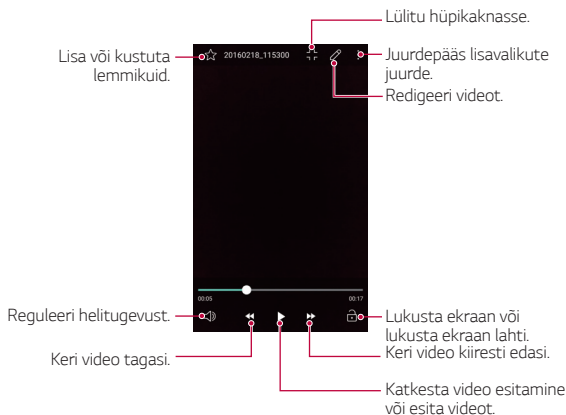 Lülitu hüpikaknasse.
Lisa või kustuta
lemmikuid.
20160218_115300
Juurdepääs lisavalikute
juurde.
Redigeeri videot.
00:05
00:17
Reguleeri helitugevust.
Lukusta ekraan või
lukusta ekraan lahti.
Keri video tagasi.
Keri video kiiresti edasi.
Katkesta video esitamine
või esita videot.